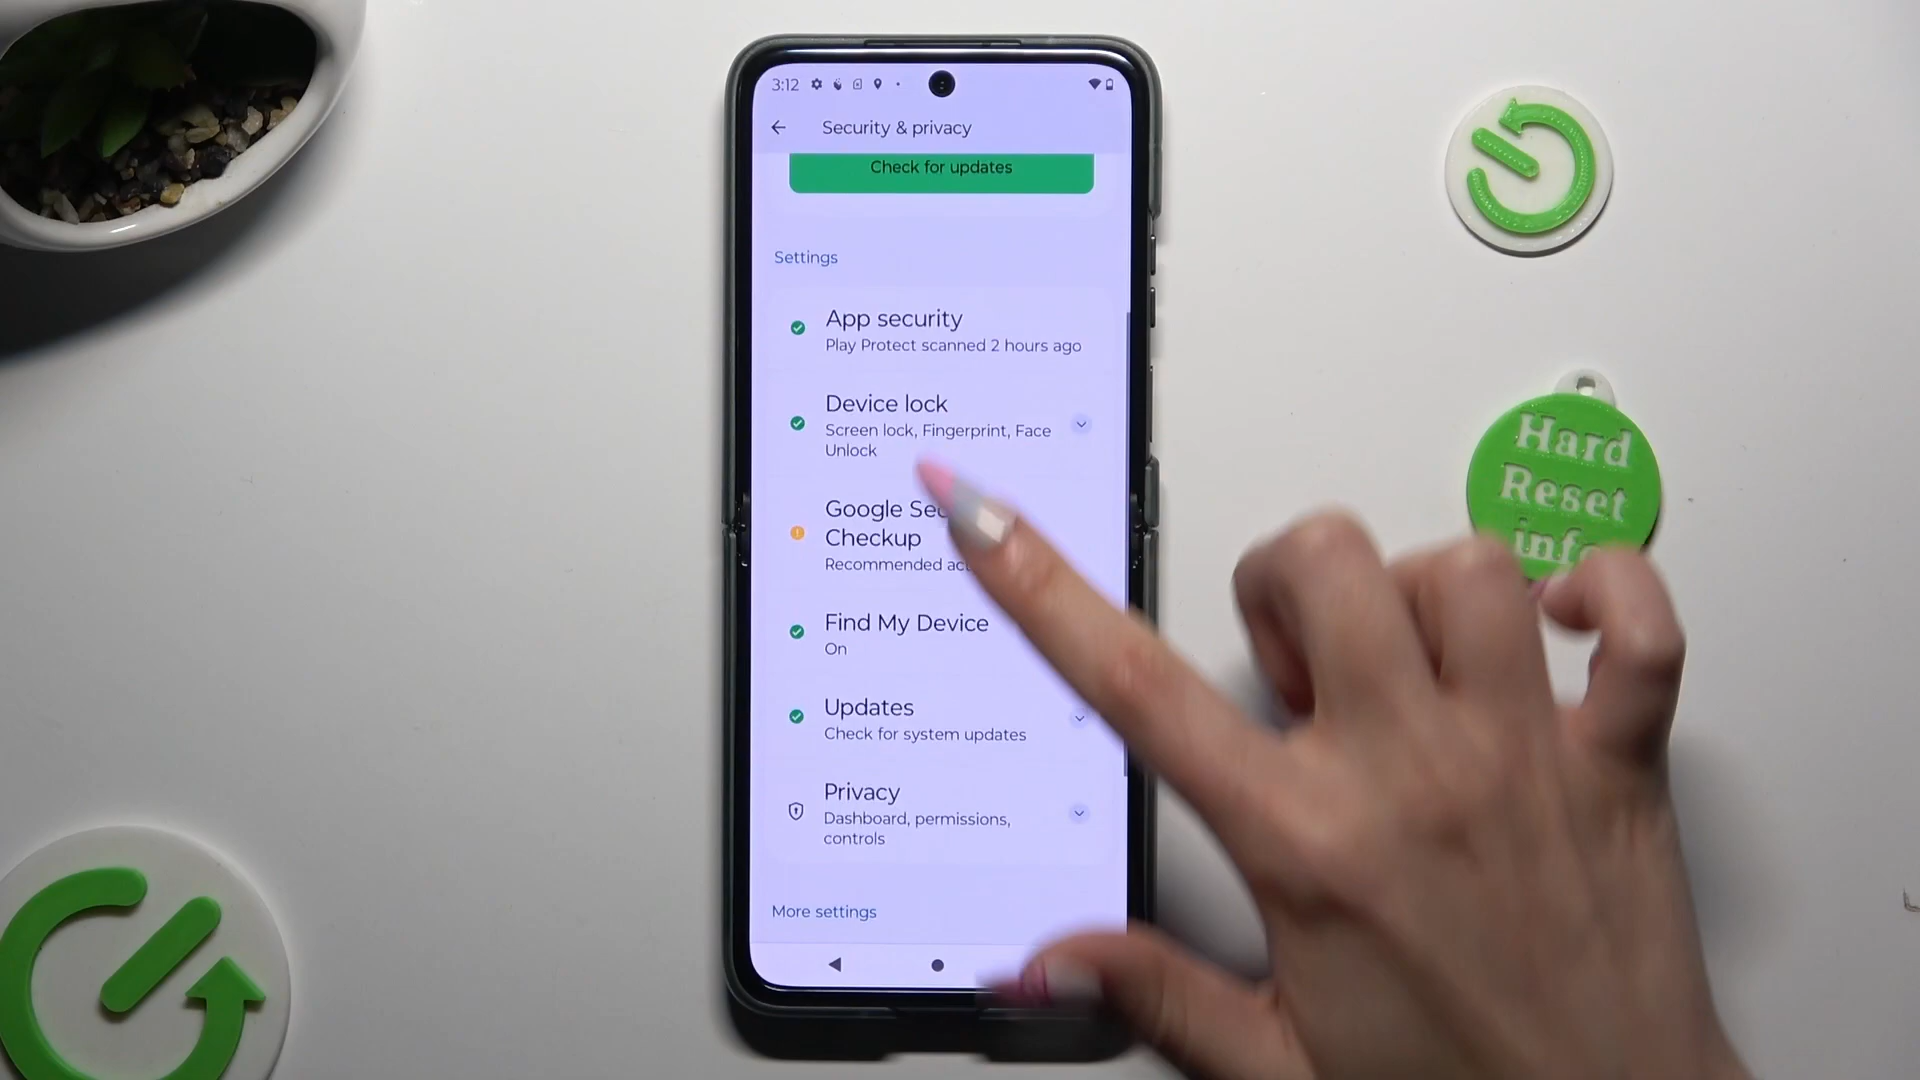 3:12
Security & privacy
Check for updates
Settings
App security
Play Protect scanned 2 hours ago
Device lock
Screen lock, Fingerprint, Face
Unlock
Google
Checkup
Recommended
Find My Device
On
Updates
Check for system updates
Privacy
Dashboard, permissions,
controls
More settings
Hard
Reset
info